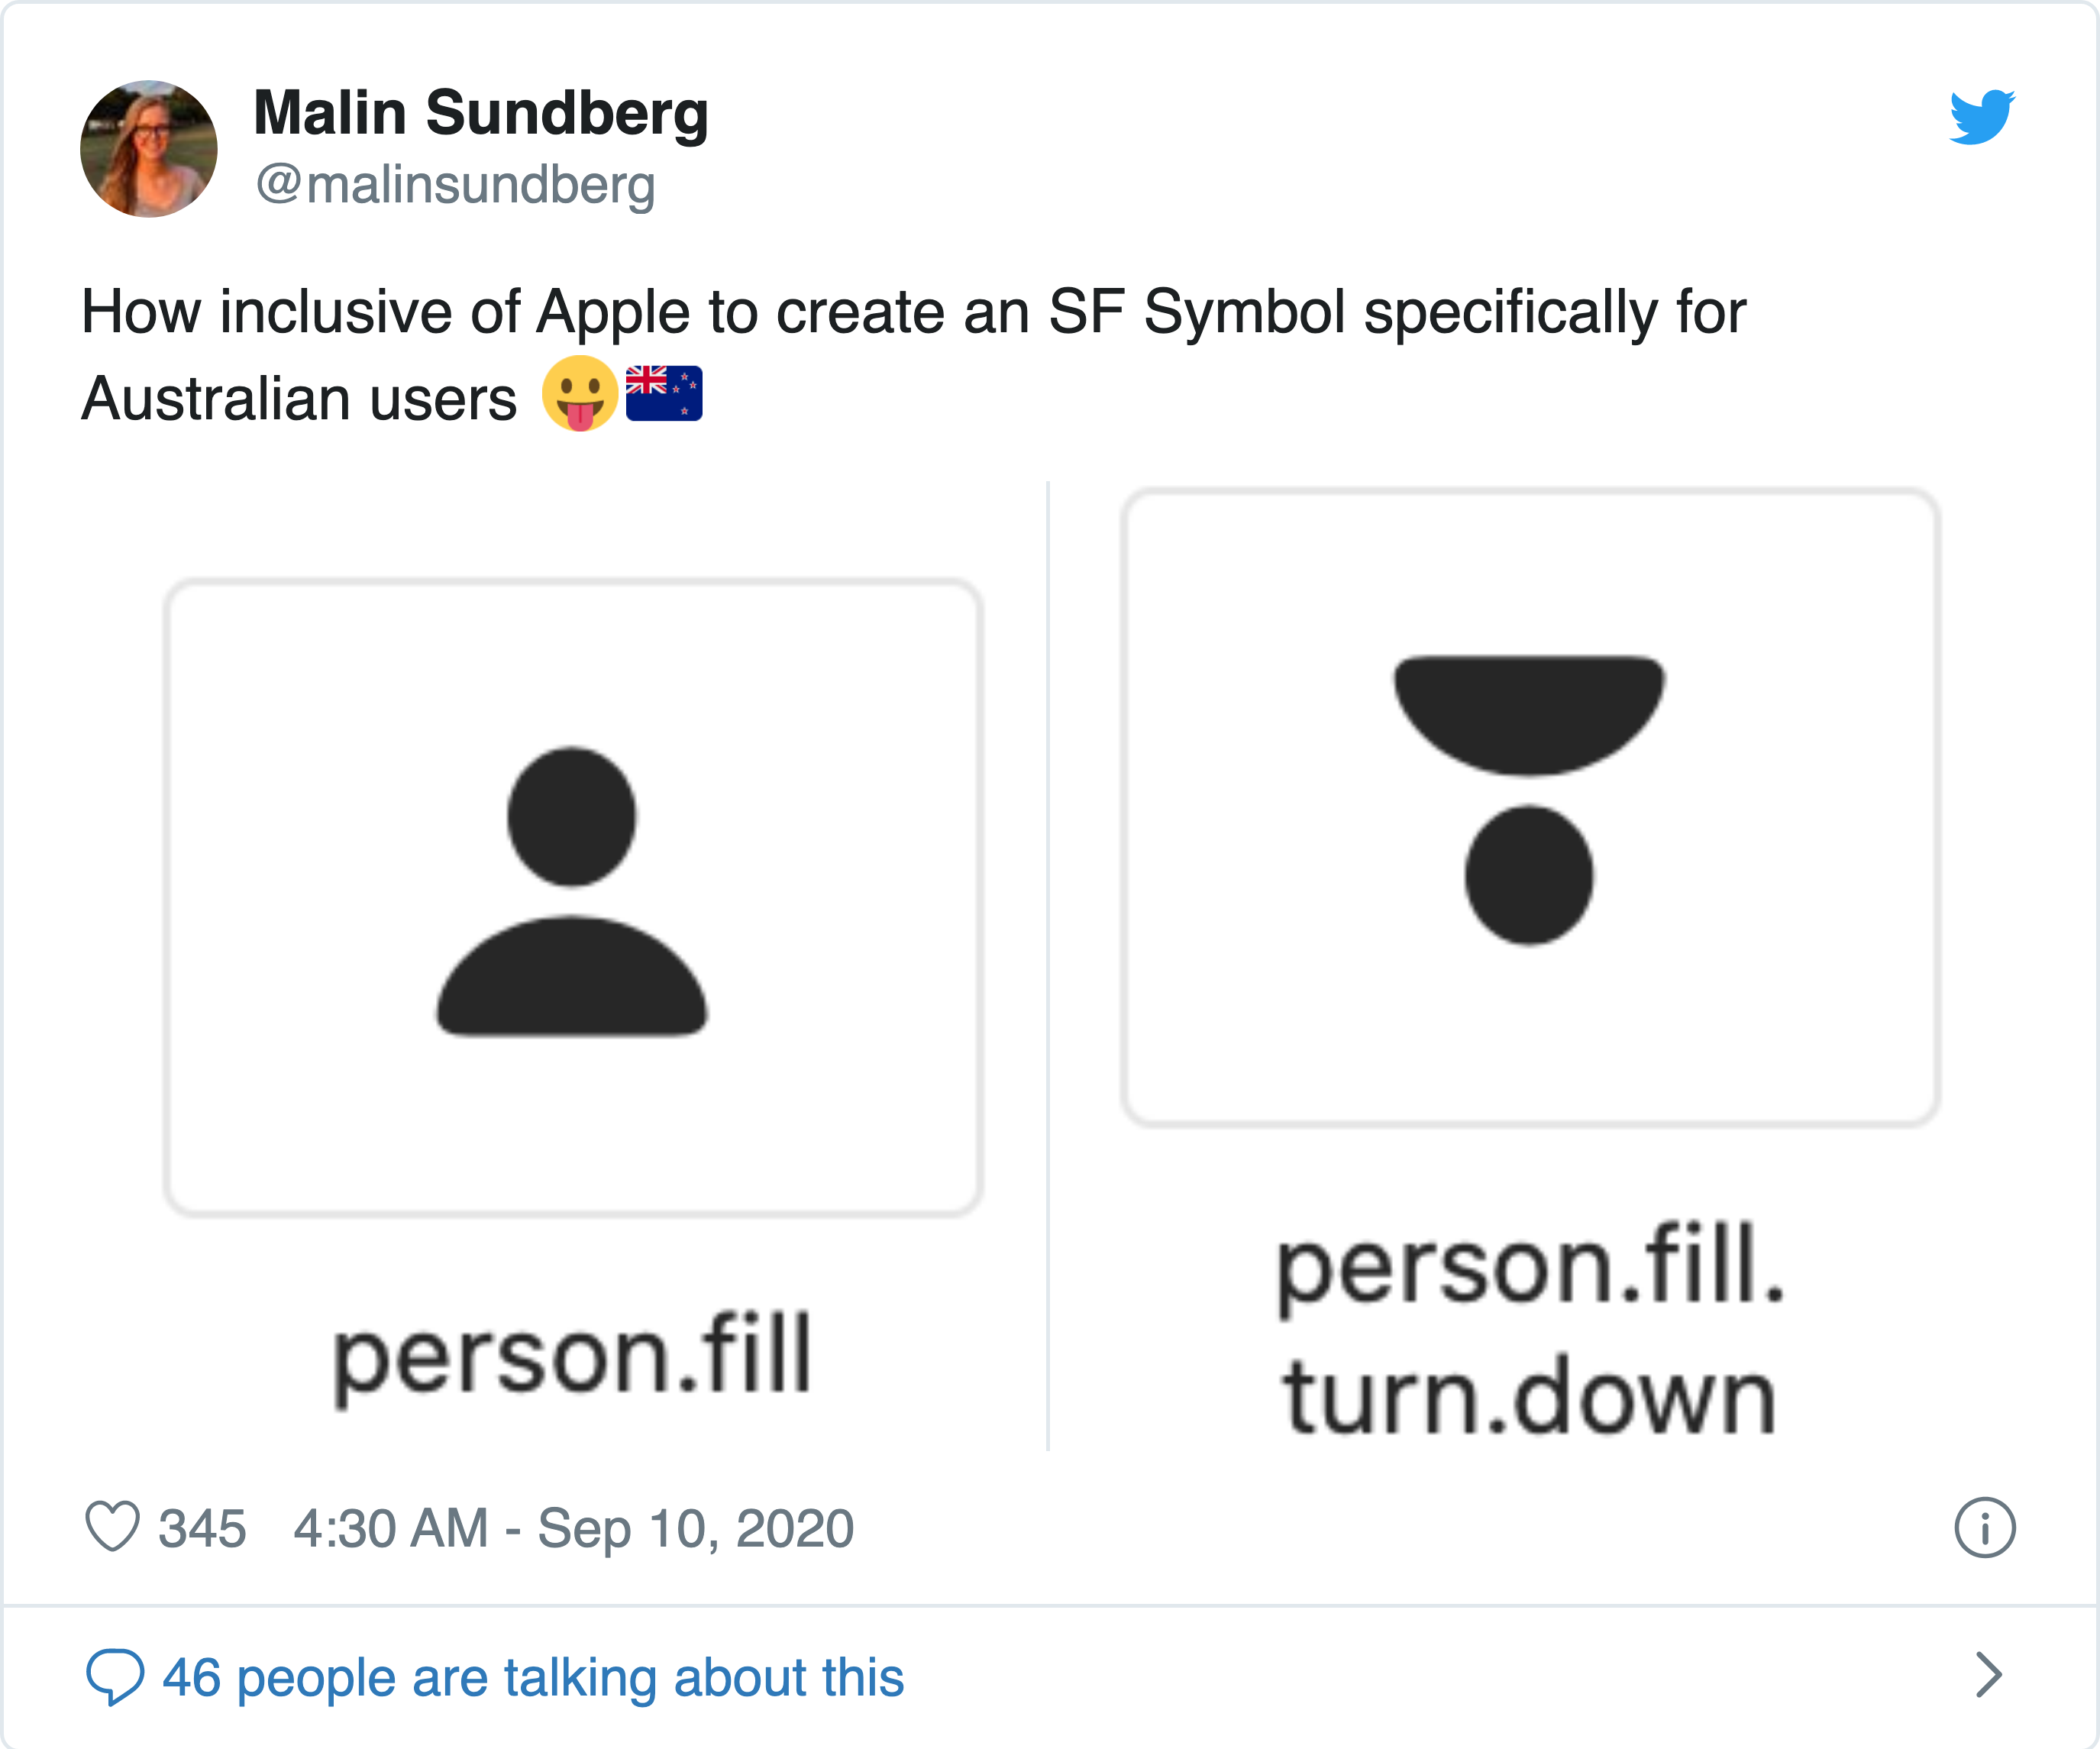 Malin Sundberg
@malinsundberg
How inclusive of Apple to create an SF Symbol specifically for
Australian users 😛🇳🇿
person.fill
person.fill.
turn.down
345 4:30 AM - Sep 10, 2020
46 people are talking about this